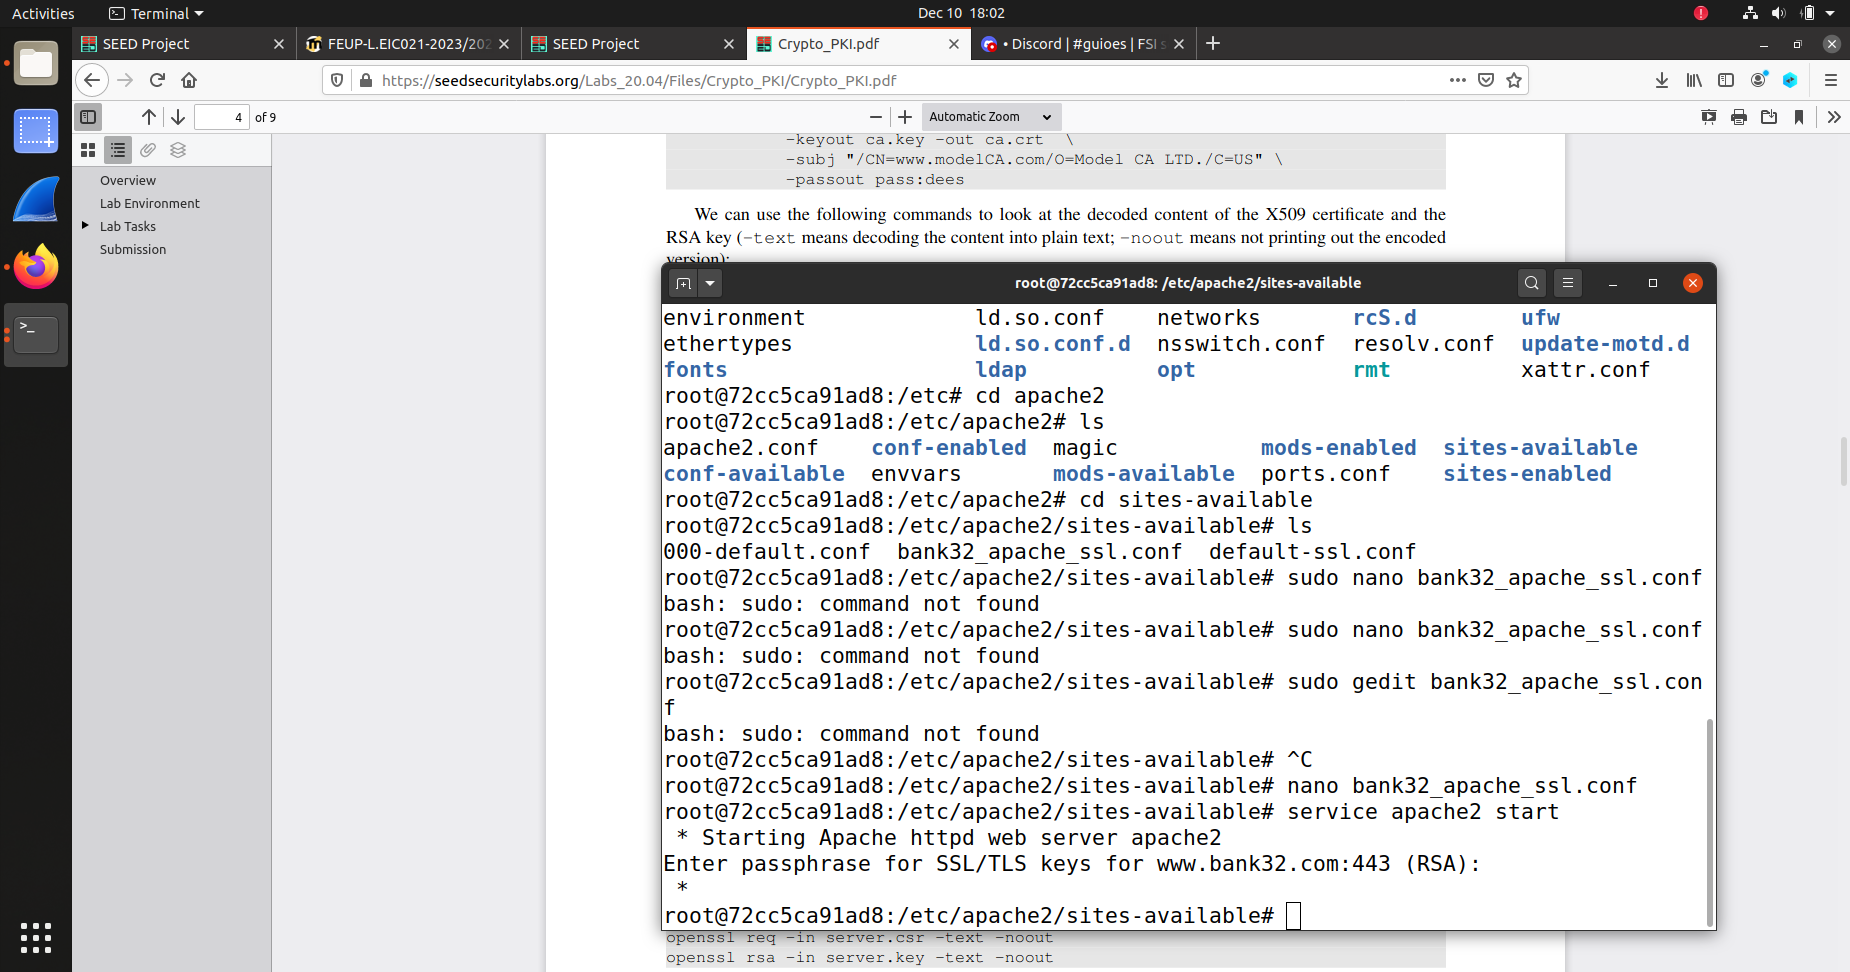 Activities Terminal Dec 10 18:02
SEED Project FEUP-L.EIC021-2023/202 SEED Project Crypto_PKI.pdf • Discord | #guioes | FSI s
https://seedsecuritylabs.org/Labs_20.04/Files/Crypto_PKI/Crypto_PKI.pdf
4 of 9 Automatic Zoom
Overview
Lab Environment
Lab Tasks
Submission
-keyout ca.key -out ca.crt \
-subj "/CN=www.modelCA.com/O=Model CA LTD./C=US" \
-passout pass:dees
We can use the following commands to look at the decoded content of the X509 certificate and the
RSA key (-text means decoding the content into plain text; -noout means not printing out the encoded
version):
root@72cc5ca91ad8: /etc/apache2/sites-available
environment ld.so.conf networks rcS.d ufw
ethertypes ld.so.conf.d nsswitch.conf resolv.conf update-motd.d
fonts ldap opt rmt xattr.conf
root@72cc5ca91ad8:/etc# cd apache2
root@72cc5ca91ad8:/etc/apache2# ls
apache2.conf conf-enabled magic mods-enabled sites-available
conf-available envvars mods-available ports.conf sites-enabled
root@72cc5ca91ad8:/etc/apache2# cd sites-available
root@72cc5ca91ad8:/etc/apache2/sites-available# ls
000-default.conf bank32_apache_ssl.conf default-ssl.conf
root@72cc5ca91ad8:/etc/apache2/sites-available# sudo nano bank32_apache_ssl.conf
bash: sudo: command not found
root@72cc5ca91ad8:/etc/apache2/sites-available# sudo nano bank32_apache_ssl.conf
bash: sudo: command not found
root@72cc5ca91ad8:/etc/apache2/sites-available# sudo gedit bank32_apache_ssl.con
f
bash: sudo: command not found
root@72cc5ca91ad8:/etc/apache2/sites-available# ^C
root@72cc5ca91ad8:/etc/apache2/sites-available# nano bank32_apache_ssl.conf
root@72cc5ca91ad8:/etc/apache2/sites-available# service apache2 start
* Starting Apache httpd web server apache2
Enter passphrase for SSL/TLS keys for www.bank32.com:443 (RSA):
*
root@72cc5ca91ad8:/etc/apache2/sites-available#
openssl req -in server.csr -text -noout
openssl rsa -in server.key -text -noout